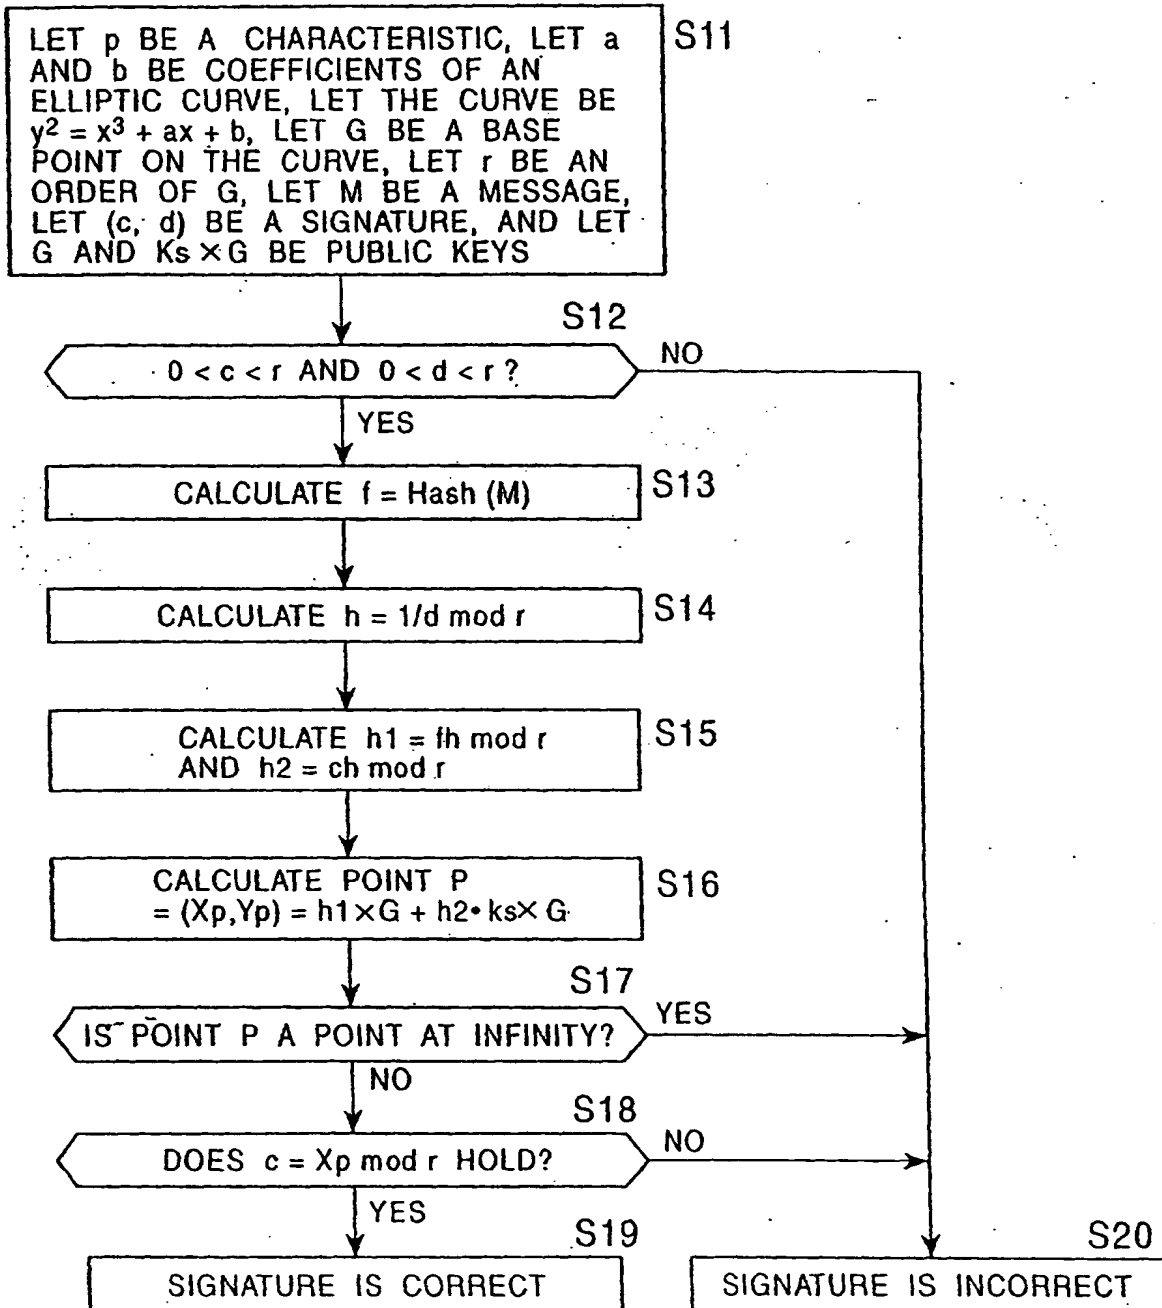 LET p BE A CHARACTERISTIC, LET a
AND b BE COEFFICIENTS OF AN
ELLIPTIC CURVE, LET THE CURVE BE
y² = x³ + ax + b, LET G BE A BASE
POINT ON THE CURVE, LET r BE AN
ORDER OF G, LET M BE A MESSAGE,
LET (c, d) BE A SIGNATURE, AND LET
G AND Ks×G BE PUBLIC KEYS
S11
S12
0 < c < r AND 0 < d < r ?
NO
YES
CALCULATE f = Hash (M)
S13
CALCULATE h = 1/d mod r
S14
CALCULATE h1 = fh mod r
AND h2 = ch mod r
S15
CALCULATE POINT P
= (Xp,Yp) = h1×G + h2• ks× G
S16
S17
IS POINT P A POINT AT INFINITY?
YES
NO
S18
DOES c = Xp mod r HOLD?
NO
YES
S19
SIGNATURE IS CORRECT
S20
SIGNATURE IS INCORRECT